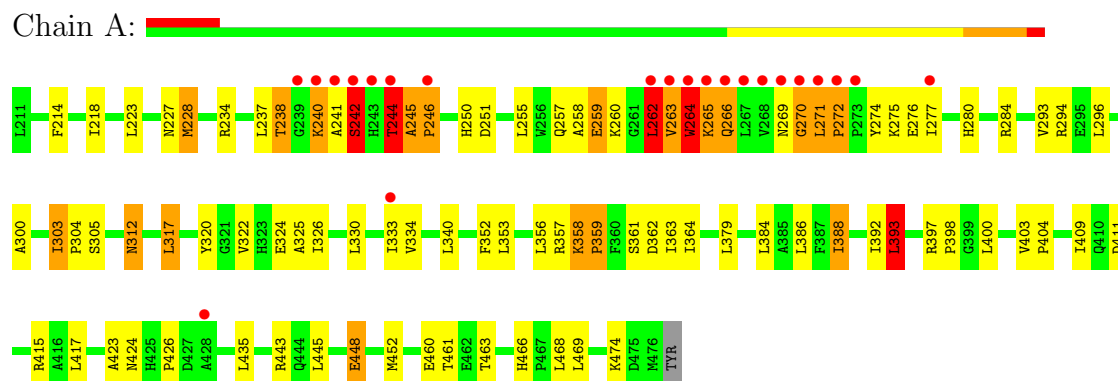 Chain A:
L211 F214 I218 L223 N227 M228 R234 L237 T238 G239 K240 A241 S242 H243 T244 A245 P246 H250 D251 L255 W256 Q257 A258 E259 K260 G261 L262 V263 W264 K265 Q266 L267 V268 N269 G270 L271 P272 P273 Y274 K275 E276 I277 H280 R284 V293 R294 E295 L296
A300 I303 P304 S305 N312 L317 Y320 G321 V322 H323 E324 A325 I326 L330 I333 V334 L340 F352 L353 L356 R357 K358 P359 F360 S361 D362 I363 I364 L379 L384 A385 L386 F387 I388 I392 L393 R397 P398 G399 L400 V403 P404 I409 Q410
R415 A416 L417 A423 N424 H425 P426 D427 A428 L435 R443 Q444 L445 E448 M452 E460 T461 E462 T463 H466 P467 L468 L469 K474 D475 M476 TYR